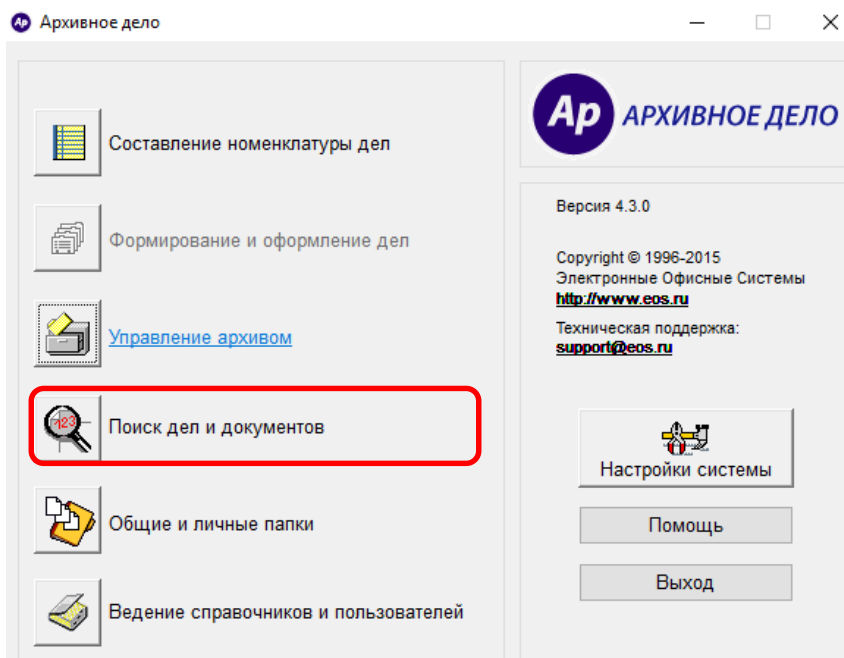 Архивное дело
Составление номенклатуры дел
Формирование и оформление дел
Управление архивом
123
Поиск дел и документов
Общие и личные папки
Ведение справочников и пользователей
Ар АРХИВНОЕ ДЕЛО
Версия 4.3.0
Copyright © 1996-2015
Электронные Офисные Системы
http://www.eos.ru
Техническая поддержка:
support@eos.ru
Настройки системы
Помощь
Выход